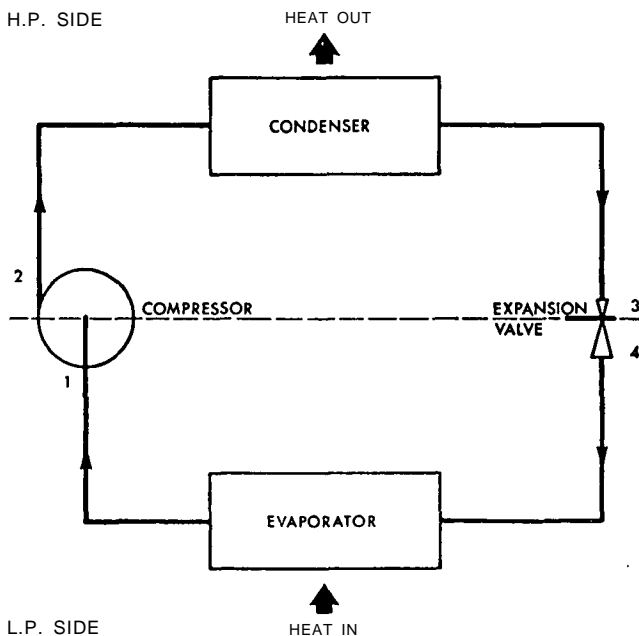 H.P. SIDE
HEAT OUT
CONDENSER
2
COMPRESSOR
EXPANSION
VALVE
3
4
1
EVAPORATOR
L.P. SIDE
HEAT IN